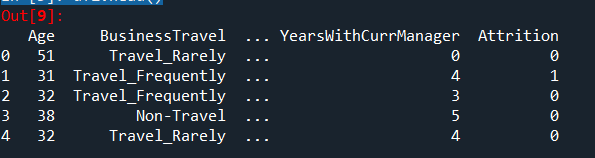 Out[9]:
Age BusinessTravel ... YearsWithCurrManager Attrition
0 51 Travel_Rarely ... 0 0
1 31 Travel_Frequently ... 4 1
2 32 Travel_Frequently ... 3 0
3 38 Non-Travel ... 5 0
4 32 Travel_Rarely ... 4 0